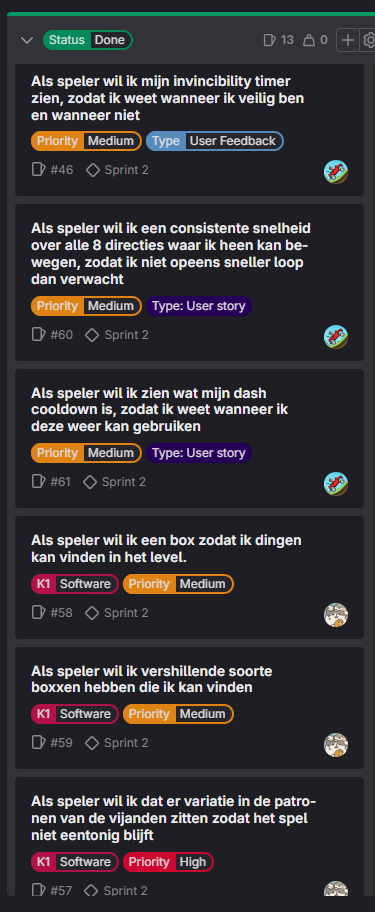 Status Done 13 0
Als speler wil ik mijn invincibility timer
zien, zodat ik weet wanneer ik veilig ben
en wanneer niet
Priority Medium Type User Feedback
#46 Sprint 2
Als speler wil ik een consistente snelheid
over alle 8 directies waar ik heen kan be-
wegen, zodat ik niet opeens sneller loop
dan verwacht
Priority Medium Type: User story
#60 Sprint 2
Als speler wil ik zien wat mijn dash
cooldown is, zodat ik weet wanneer ik
deze weer kan gebruiken
Priority Medium Type: User story
#61 Sprint 2
Als speler wil ik een box zodat ik dingen
kan vinden in het level.
K1 Software Priority Medium
#58 Sprint 2
Als speler wil ik vershillende soorte
boxxen hebben die ik kan vinden
K1 Software Priority Medium
#59 Sprint 2
Als speler wil ik dat er variatie in de patro-
nen van de vijanden zitten zodat het spel
niet eentonig blijft
K1 Software Priority High
#57 Sprint 2